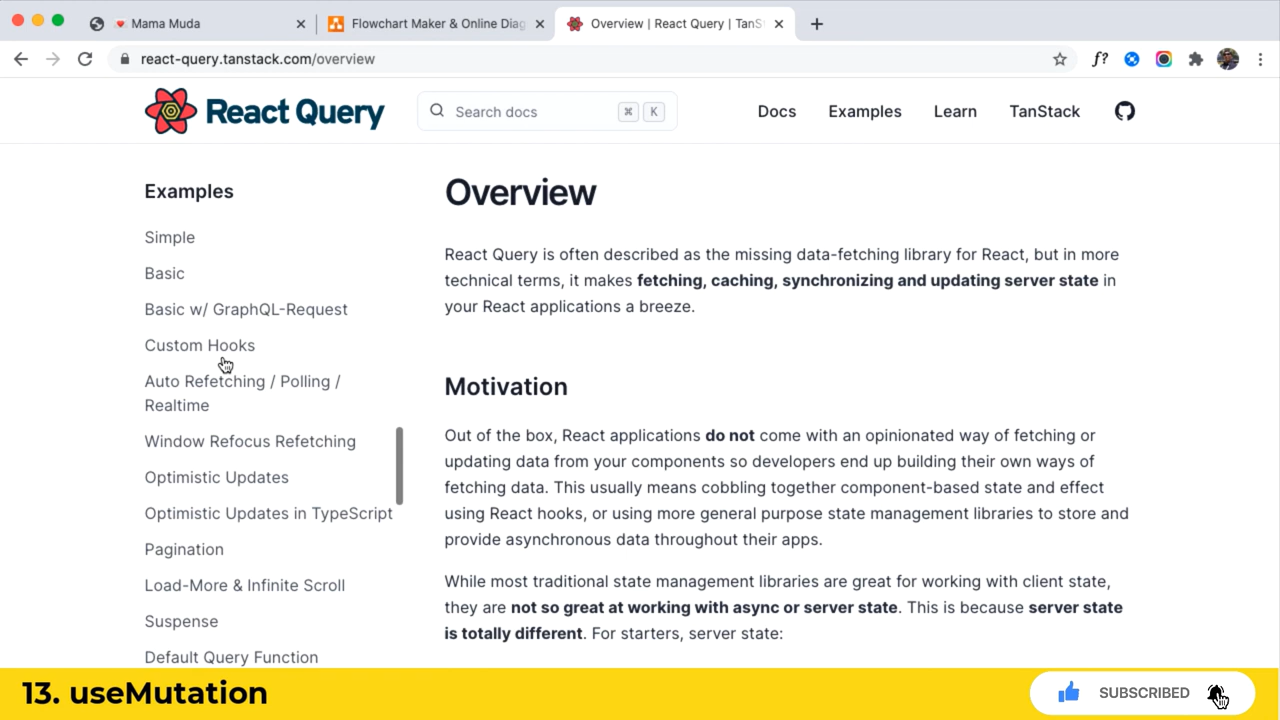 Mama Muda
Flowchart Maker & Online Diag
Overview | React Query | TanS
react-query.tanstack.com/overview
f?
React Query
Search docs
⌘ K
Docs
Examples
Learn
TanStack
Examples
Simple
Basic
Basic w/ GraphQL-Request
Custom Hooks
Auto Refetching / Polling /
Realtime
Window Refocus Refetching
Optimistic Updates
Optimistic Updates in TypeScript
Pagination
Load-More & Infinite Scroll
Suspense
Default Query Function
Overview
React Query is often described as the missing data-fetching library for React, but in more
technical terms, it makes fetching, caching, synchronizing and updating server state in
your React applications a breeze.
Motivation
Out of the box, React applications do not come with an opinionated way of fetching or
updating data from your components so developers end up building their own ways of
fetching data. This usually means cobbling together component-based state and effect
using React hooks, or using more general purpose state management libraries to store and
provide asynchronous data throughout their apps.
While most traditional state management libraries are great for working with client state,
they are not so great at working with async or server state. This is because server state
is totally different. For starters, server state:
13. useMutation
SUBSCRIBED